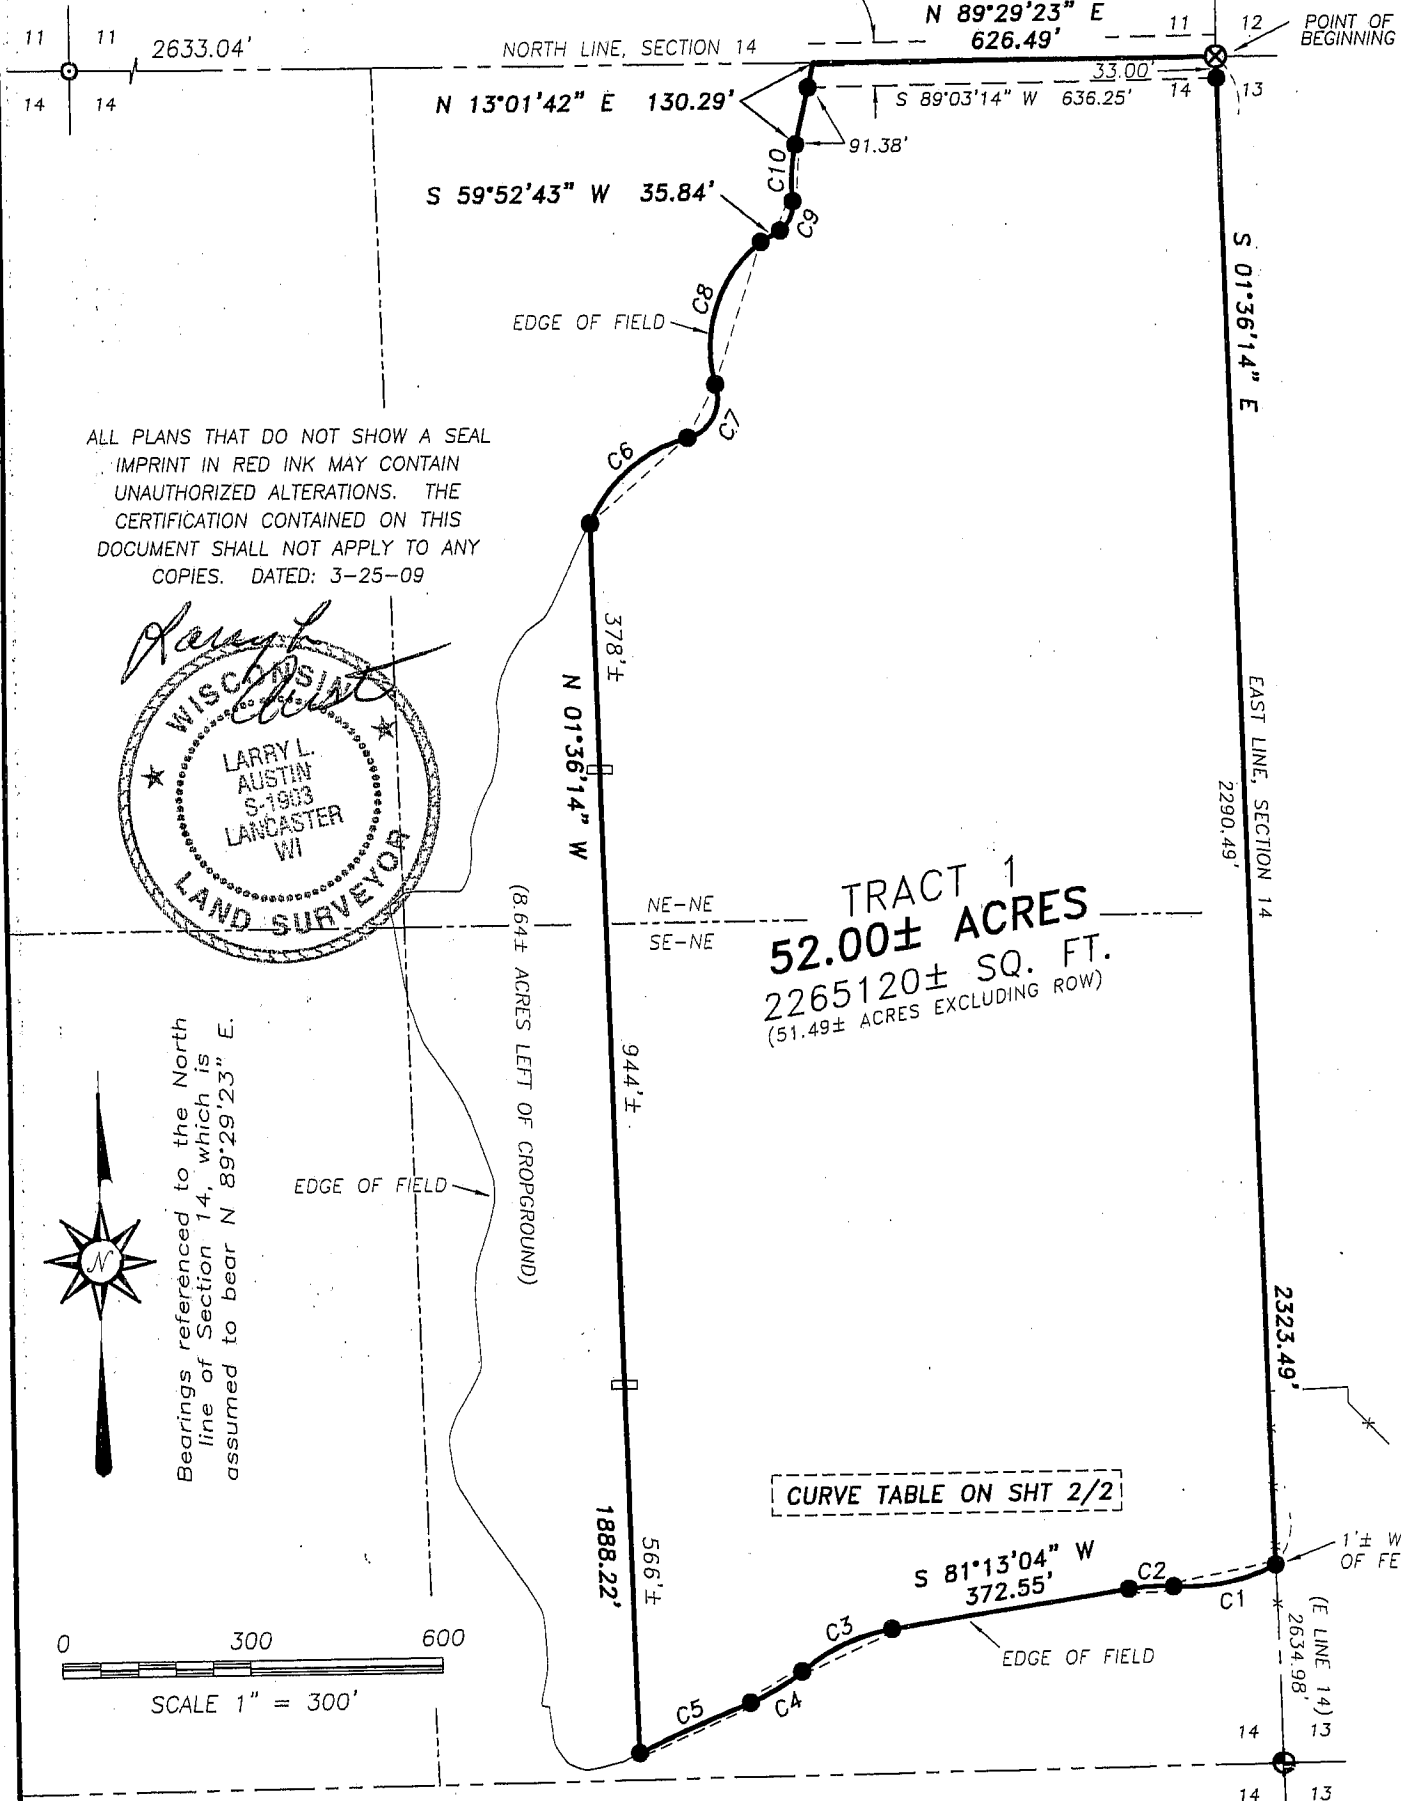 N 89°29'23" E
626.49'
11
12
POINT OF
BEGINNING
11
11
2633.04'
NORTH LINE, SECTION 14
33.00'
14
14
N 13°01'42" E 130.29'
S 89°03'14" W 636.25'
14
13
91.38'
C10
S 59°52'43" W 35.84'
C9
C8
EDGE OF FIELD
S 01°36'14" E
C7
C6
ALL PLANS THAT DO NOT SHOW A SEAL
IMPRINT IN RED INK MAY CONTAIN
UNAUTHORIZED ALTERATIONS. THE
CERTIFICATION CONTAINED ON THIS
DOCUMENT SHALL NOT APPLY TO ANY
COPIES. DATED: 3-25-09
Larry L
Austin
WISCONSIN
LARRY L.
AUSTIN
S-1903
LANCASTER
WI
LAND SURVEYOR
378'±
N 01°36'14" W
EAST LINE, SECTION 14
2290.49'
TRACT 1
52.00± ACRES
2265120± SQ. FT.
(51.49± ACRES EXCLUDING ROW)
NE-NE
SE-NE
(8.64± ACRES LEFT OF CROPGROUND)
944'±
Bearings referenced to the North
line of Section 14, which is
assumed to bear N 89°29'23" E.
N
EDGE OF FIELD
2323.49'
CURVE TABLE ON SHT 2/2
1888.22'
566'±
S 81°13'04" W
372.55'
C2
C1
1'± W
OF FE
C3
EDGE OF FIELD
C4
C5
(E LINE 14)
2634.98'
0 300 600
SCALE 1" = 300'
14
13
14
13